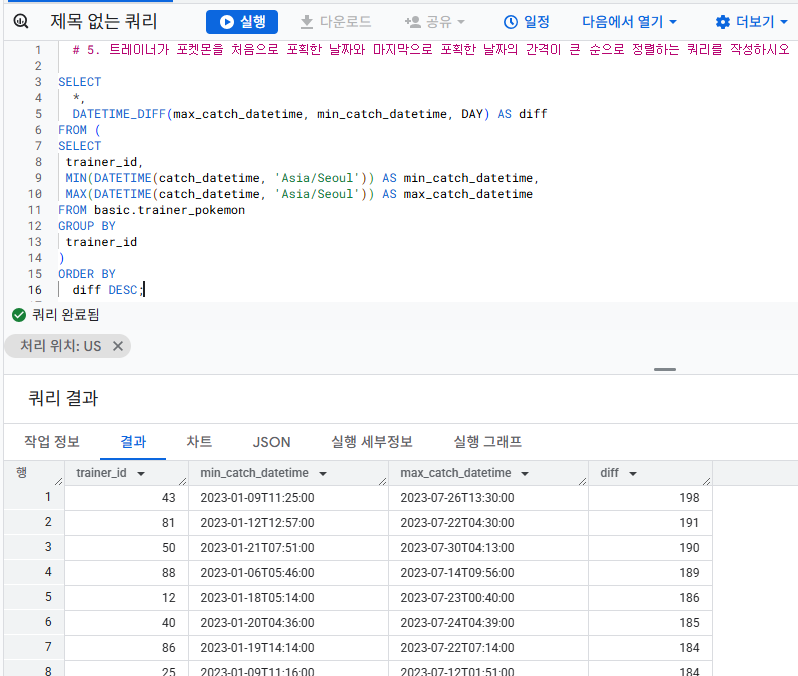 제목 없는 쿼리 실행 다운로드 공유 일정 다음에서 열기 더보기
1 # 5. 트레이너가 포켓몬을 처음으로 포획한 날짜와 마지막으로 포획한 날짜의 간격이 큰 순으로 정렬하는 쿼리를 작성하시오
2
3 SELECT
4 *,
5 DATETIME_DIFF(max_catch_datetime, min_catch_datetime, DAY) AS diff
6 FROM (
7 SELECT
8 trainer_id,
9 MIN(DATETIME(catch_datetime, 'Asia/Seoul')) AS min_catch_datetime,
10 MAX(DATETIME(catch_datetime, 'Asia/Seoul')) AS max_catch_datetime
11 FROM basic.trainer_pokemon
12 GROUP BY
13 trainer_id
14 )
15 ORDER BY
16 diff DESC;
쿼리 완료됨
처리 위치: US
쿼리 결과
작업 정보 결과 차트 JSON 실행 세부정보 실행 그래프
행 trainer_id min_catch_datetime max_catch_datetime diff
1 43 2023-01-09T11:25:00 2023-07-26T13:30:00 198
2 81 2023-01-12T12:57:00 2023-07-22T04:30:00 191
3 50 2023-01-21T07:51:00 2023-07-30T04:13:00 190
4 88 2023-01-06T05:46:00 2023-07-14T09:56:00 189
5 12 2023-01-18T05:14:00 2023-07-23T00:40:00 186
6 40 2023-01-20T04:36:00 2023-07-24T04:39:00 185
7 86 2023-01-19T14:14:00 2023-07-22T07:14:00 184
8 25 2023-01-09T11:16:00 2023-07-12T01:51:00 184